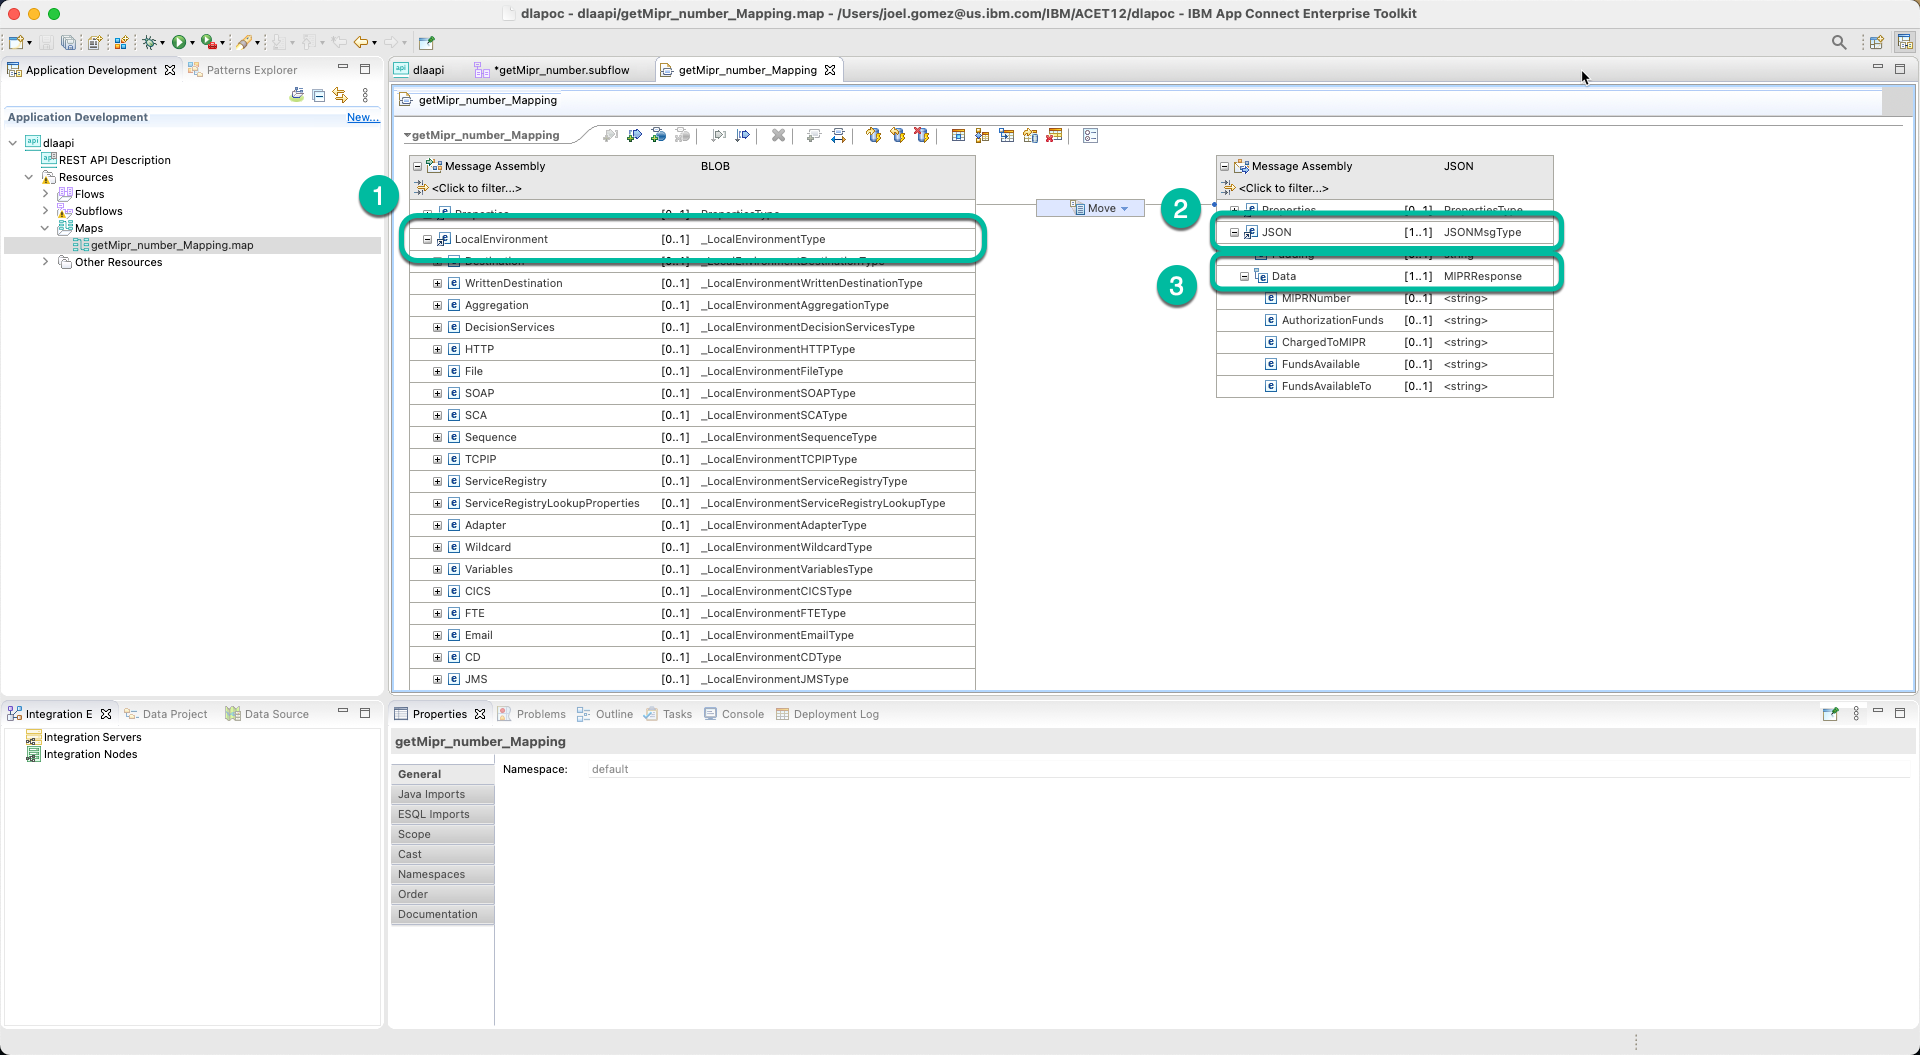 dlapoc - dlaapi/getMipr_number_Mapping.map - /Users/joel.gomez@us.ibm.com/IBM/ACET12/dlapoc - IBM App Connect Enterprise Toolkit
Application Development
Patterns Explorer
Application Development
New...
dlaapi
REST API Description
Resources
Flows
Subflows
Maps
getMipr_number_Mapping.map
Other Resources
dlaapi
*getMipr_number.subflow
getMipr_number_Mapping
getMipr_number_Mapping
getMipr_number_Mapping
Message Assembly BLOB
<Click to filter...>
Properties [0..1] PropertiesType
1
LocalEnvironment [0..1] _LocalEnvironmentType
Destination [0..1] _LocalEnvironmentDestinationType
WrittenDestination [0..1] _LocalEnvironmentWrittenDestinationType
Aggregation [0..1] _LocalEnvironmentAggregationType
DecisionServices [0..1] _LocalEnvironmentDecisionServicesType
HTTP [0..1] _LocalEnvironmentHTTPType
File [0..1] _LocalEnvironmentFileType
SOAP [0..1] _LocalEnvironmentSOAPType
SCA [0..1] _LocalEnvironmentSCAType
Sequence [0..1] _LocalEnvironmentSequenceType
TCPIP [0..1] _LocalEnvironmentTCPIPType
ServiceRegistry [0..1] _LocalEnvironmentServiceRegistryType
ServiceRegistryLookupProperties [0..1] _LocalEnvironmentServiceRegistryLookupType
Adapter [0..1] _LocalEnvironmentAdapterType
Wildcard [0..1] _LocalEnvironmentWildcardType
Variables [0..1] _LocalEnvironmentVariablesType
CICS [0..1] _LocalEnvironmentCICSType
FTE [0..1] _LocalEnvironmentFTEType
Email [0..1] _LocalEnvironmentEmailType
CD [0..1] _LocalEnvironmentCDType
JMS [0..1] _LocalEnvironmentJMSType
Move
Message Assembly JSON
<Click to filter...>
Properties [0..1] PropertiesType
2
JSON [1..1] JSONMsgType
Padding string
3
Data [1..1] MIPRResponse
MIPRNumber [0..1] <string>
AuthorizationFunds [0..1] <string>
ChargedToMIPR [0..1] <string>
FundsAvailable [0..1] <string>
FundsAvailableTo [0..1] <string>
Integration E
Data Project
Data Source
Integration Servers
Integration Nodes
Properties
Problems
Outline
Tasks
Console
Deployment Log
getMipr_number_Mapping
General
Java Imports
ESQL Imports
Scope
Cast
Namespaces
Order
Documentation
Namespace: default